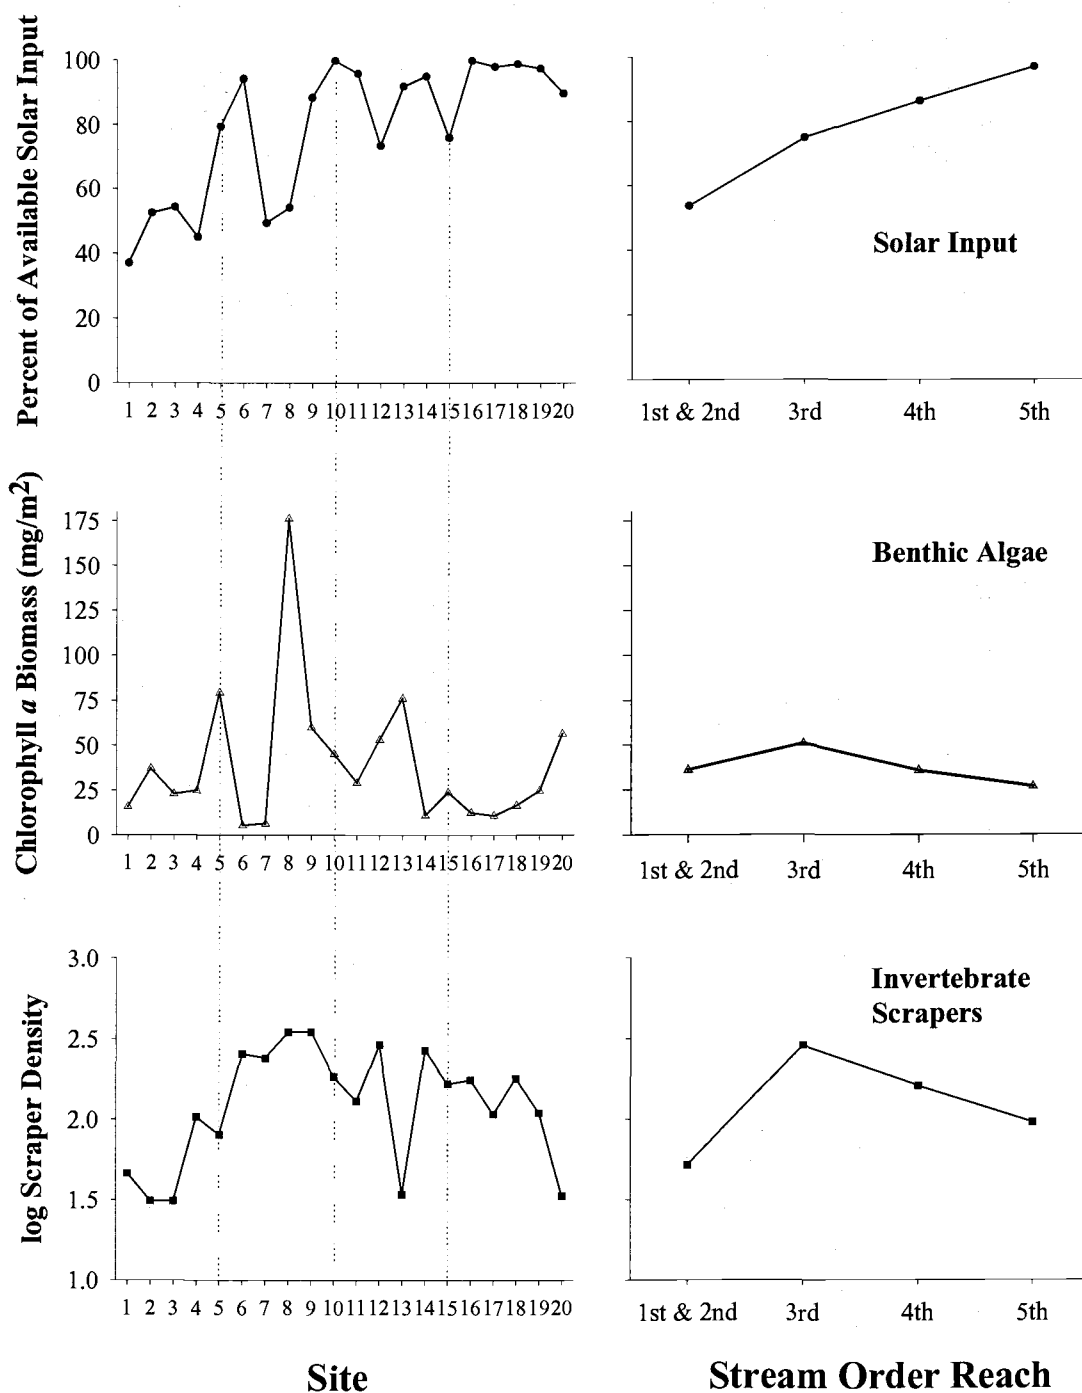 Percent of Available Solar Input
100
80
60
40
20
0
1 2 3 4 5 6 7 8 9 10 11 12 13 14 15 16 17 18 19 20
Solar Input
1st & 2nd 3rd 4th 5th
Chlorophyll a Biomass (mg/m²)
175
150
125
100
75
50
25
0
1 2 3 4 5 6 7 8 9 10 11 12 13 14 15 16 17 18 19 20
Benthic Algae
1st & 2nd 3rd 4th 5th
log Scraper Density
3.0
2.5
2.0
1.5
1.0
1 2 3 4 5 6 7 8 9 10 11 12 13 14 15 16 17 18 19 20
Site
Invertebrate
Scrapers
1st & 2nd 3rd 4th 5th
Stream Order Reach